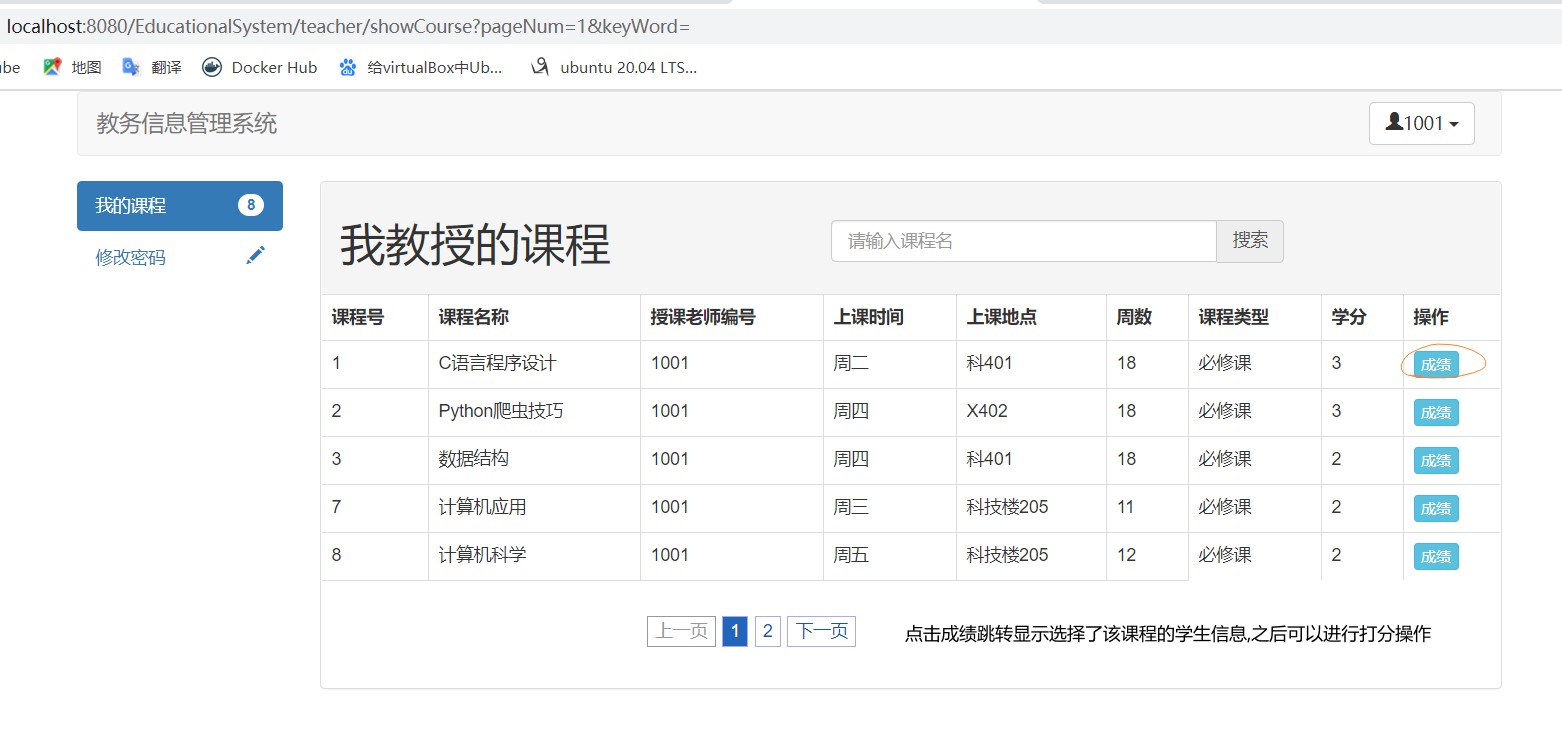 localhost:8080/EducationalSystem/teacher/showCourse?pageNum=1&keyWord=
ube 地图 翻译 Docker Hub 给virtualBox中Ub... ubuntu 20.04 LTS...
教务信息管理系统 1001
我的课程 8
修改密码
我教授的课程 请输入课程名 搜索
课程号 课程名称 授课老师编号 上课时间 上课地点 周数 课程类型 学分 操作
1 C语言程序设计 1001 周二 科401 18 必修课 3 成绩
2 Python爬虫技巧 1001 周四 X402 18 必修课 3 成绩
3 数据结构 1001 周四 科401 18 必修课 2 成绩
7 计算机应用 1001 周三 科技楼205 11 必修课 2 成绩
8 计算机科学 1001 周五 科技楼205 12 必修课 2 成绩
上一页 1 2 下一页 点击成绩跳转显示选择了该课程的学生信息,之后可以进行打分操作